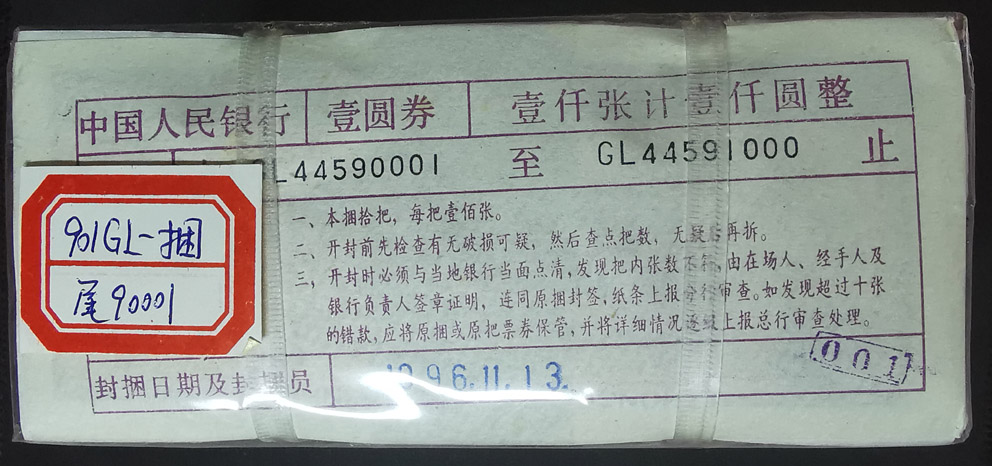 中国人民银行 壹圆券 壹仟张计壹仟圆整
L44590001 至 GL44591000 止
一、本捆拾把，每把壹佰张。
二、开封前先检查有无破损可疑，然后查点把数，无疑后再拆。
三、开封时必须与当地银行当面点清，发现把内张数不符，由在场人、经手人及
银行负责人签章证明，连同原捆封签，纸条上报分行审查。如发现超过十张
的错款，应将原捆或原把票券保管，并将详细情况逐级上报总行审查处理。
封捆日期及封捆员 1996.11.13.
001
901GL一捆
尾90001